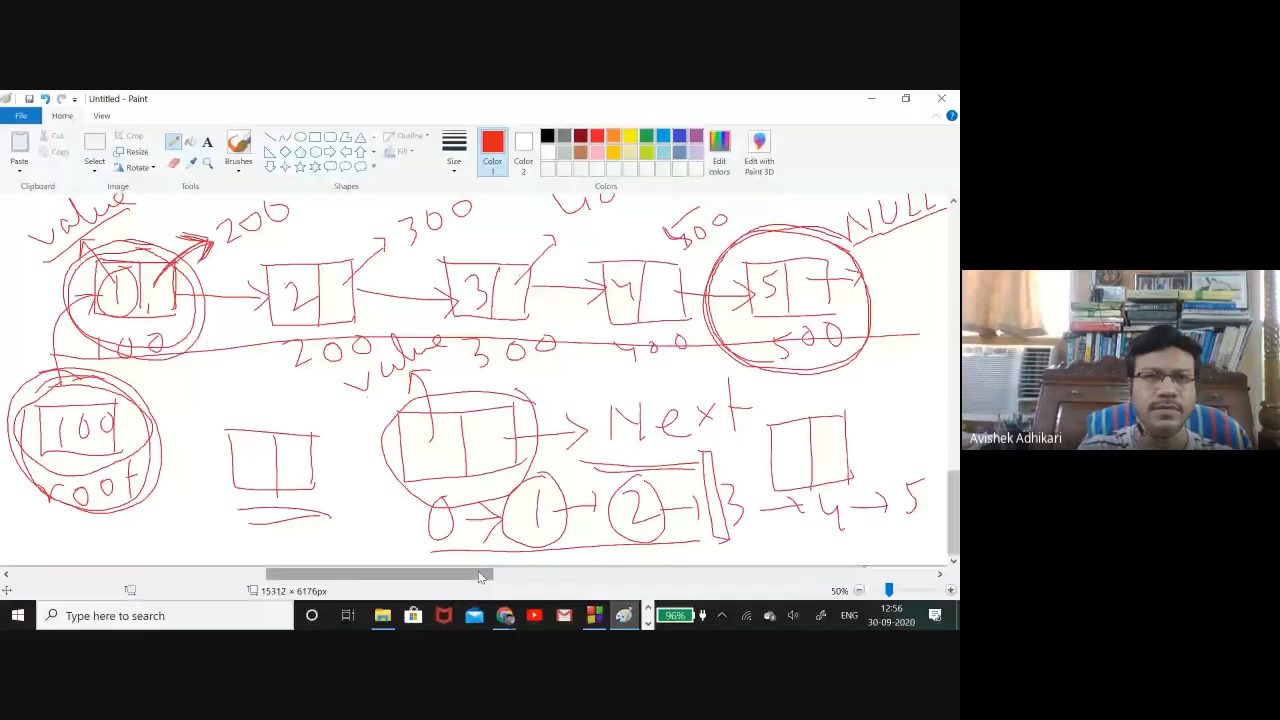 Untitled - Paint
File
Home
View
Paste
Cut
Copy
Clipboard
Select
Crop
Resize
Rotate
Image
Tools
Brushes
Shapes
Outline
Fill
Size
Color 1
Color 2
Edit colors
Edit with Paint 3D
Colors
value
200
300
500
NULL
1
2
3
4
5
100
200
300
400
500
value
100
root
Next
0 → 1 → 2 → 3 → 4 → 5
15312 × 6176px
50%
Type here to search
96%
ENG
12:56
30-09-2020
Avishek Adhikari